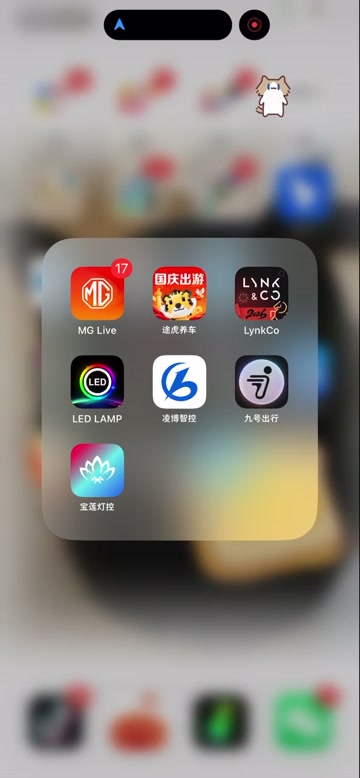 17
MG
国庆出游
LYNK
& CO
2026
MG Live
途虎养车
LynkCo
LED
LED LAMP
凌博智控
九号出行
宝莲灯控